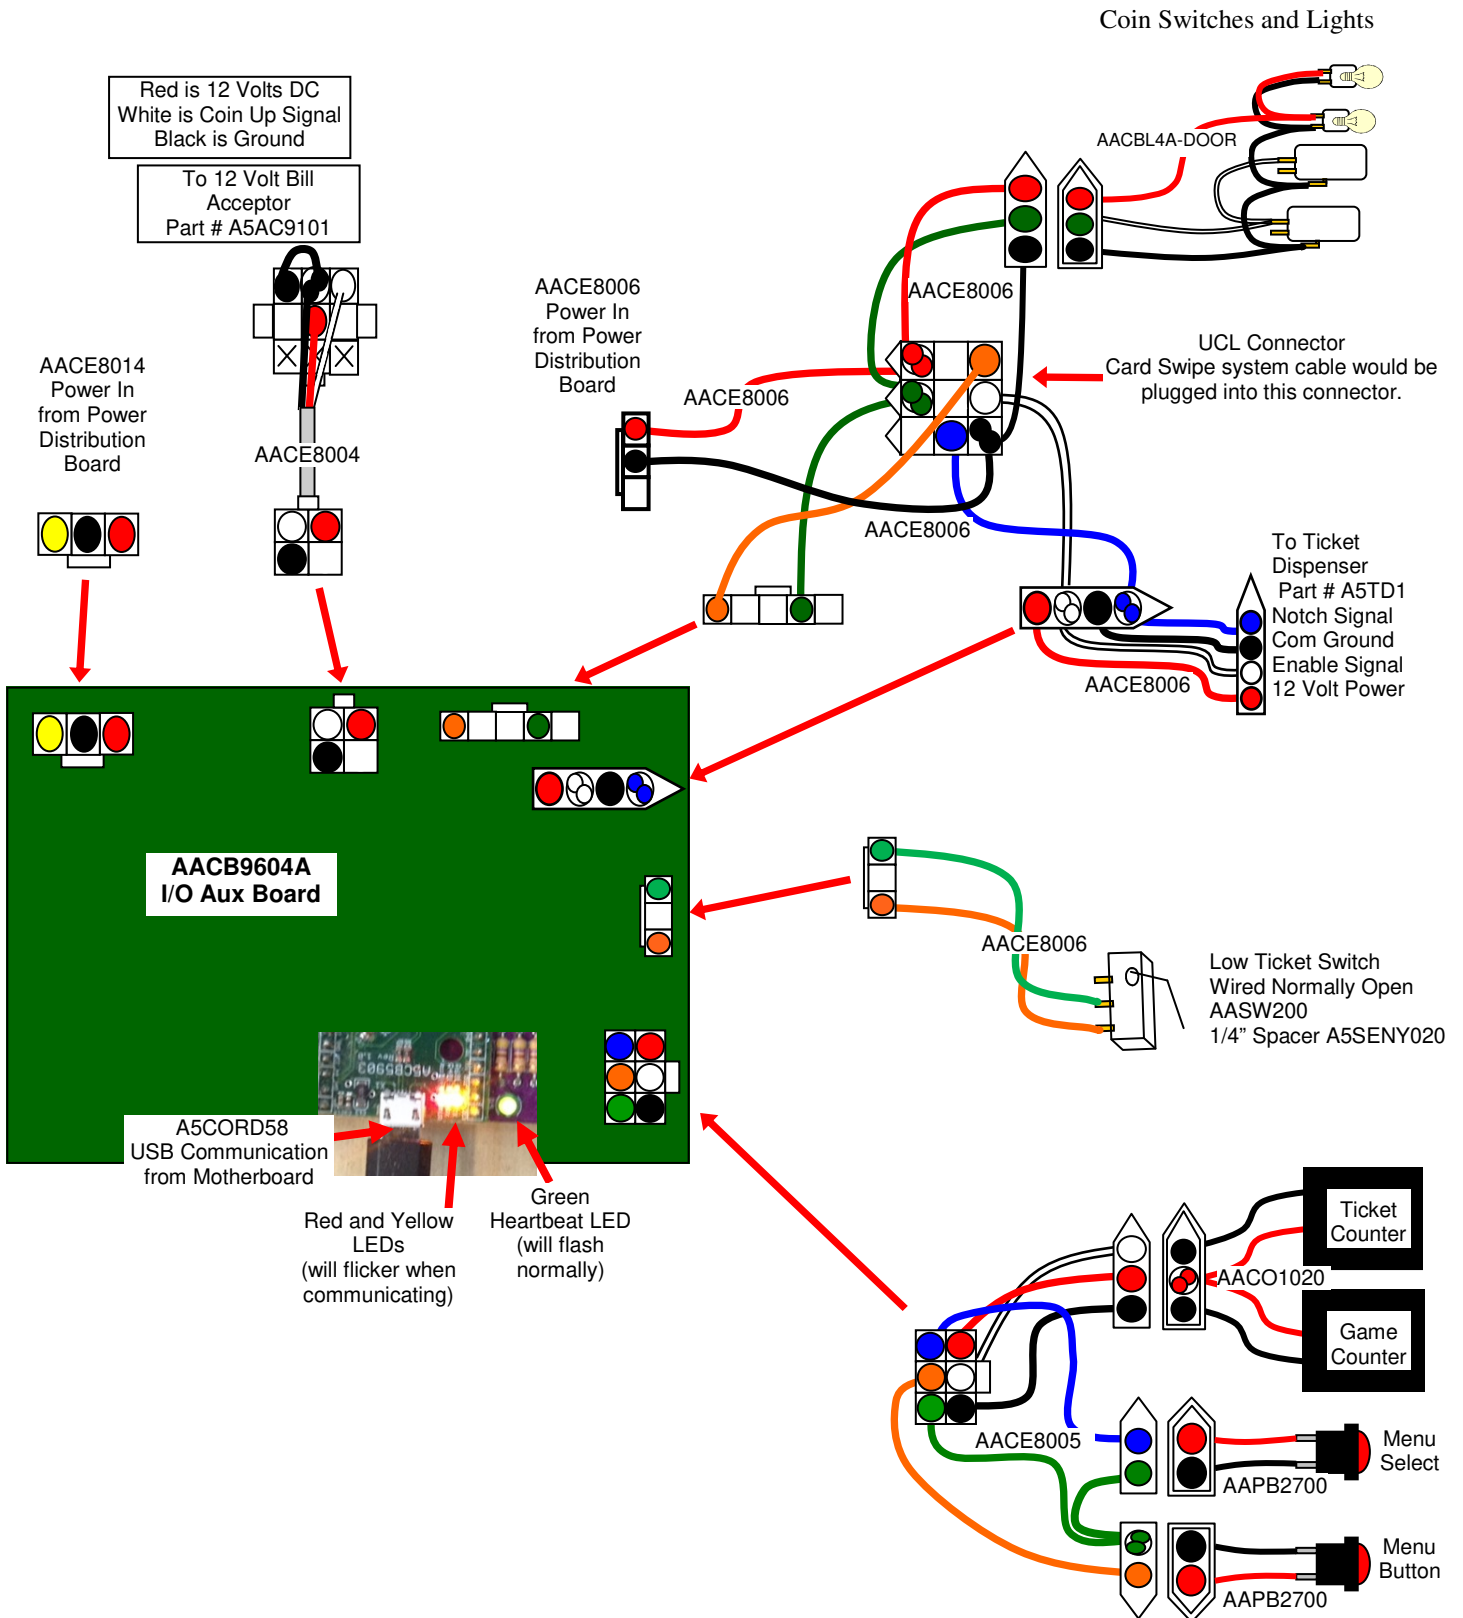 Coin Switches and Lights
Red is 12 Volts DC
White is Coin Up Signal
Black is Ground
To 12 Volt Bill
Acceptor
Part # A5AC9101
AACBL4A-DOOR
AACE8006
AACE8006
Power In
from Power
Distribution
Board
UCL Connector
Card Swipe system cable would be
plugged into this connector.
AACE8014
Power In
from Power
Distribution
Board
AACE8006
AACE8004
AACE8006
To Ticket
Dispenser
Part # A5TD1
Notch Signal
Com Ground
Enable Signal
12 Volt Power
AACE8006
AACB9604A
I/O Aux Board
AACE8006
Low Ticket Switch
Wired Normally Open
AASW200
1/4” Spacer A5SENY020
A5CB5903
A5CORD58
USB Communication
from Motherboard
Red and Yellow
LEDs
(will flicker when
communicating)
Green
Heartbeat LED
(will flash
normally)
Ticket
Counter
AACO1020
Game
Counter
AACE8005
Menu
Select
AAPB2700
Menu
Button
AAPB2700